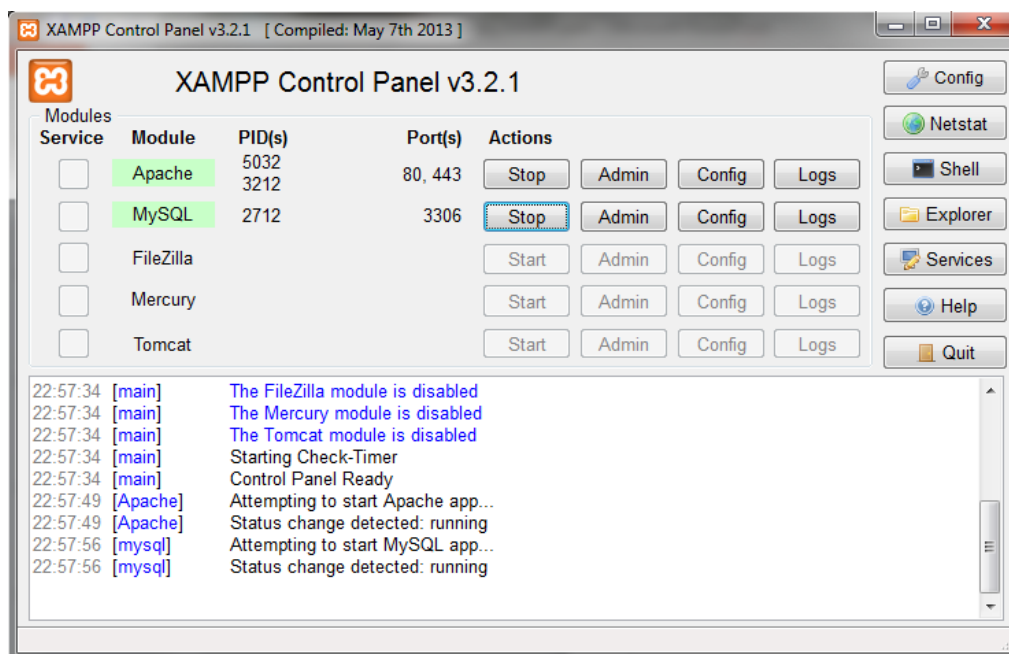 XAMPP Control Panel v3.2.1 [ Compiled: May 7th 2013 ]
XAMPP Control Panel v3.2.1
Config
Modules
Netstat
Service Module PID(s) Port(s) Actions
Apache 5032 3212 80, 443 Stop Admin Config Logs
Shell
MySQL 2712 3306 Stop Admin Config Logs
Explorer
FileZilla Start Admin Config Logs
Services
Mercury Start Admin Config Logs
Help
Tomcat Start Admin Config Logs
Quit
22:57:34 [main] The FileZilla module is disabled
22:57:34 [main] The Mercury module is disabled
22:57:34 [main] The Tomcat module is disabled
22:57:34 [main] Starting Check-Timer
22:57:34 [main] Control Panel Ready
22:57:49 [Apache] Attempting to start Apache app...
22:57:49 [Apache] Status change detected: running
22:57:56 [mysql] Attempting to start MySQL app...
22:57:56 [mysql] Status change detected: running